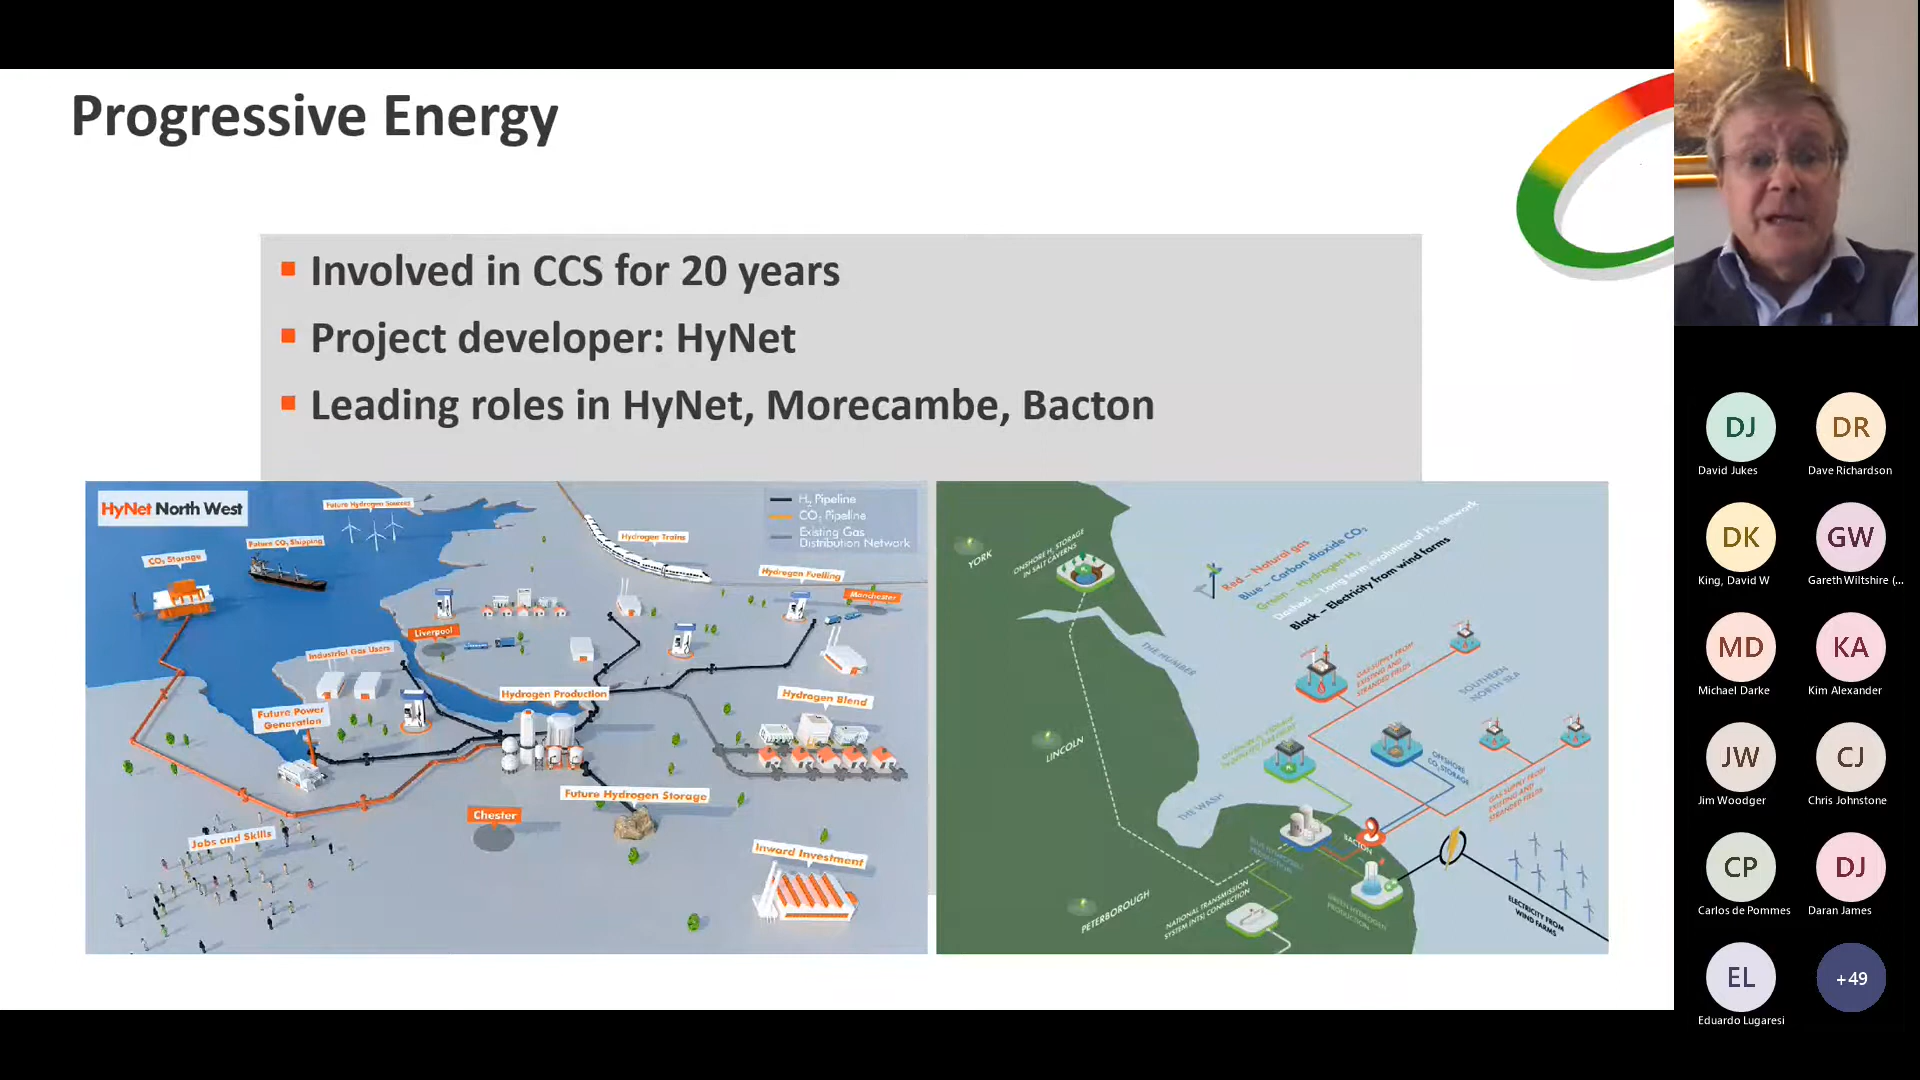 Progressive Energy
Involved in CCS for 20 years
Project developer: HyNet
Leading roles in HyNet, Morecambe, Bacton
HyNet North West
Future Hydrogen Sources
H₂ Pipeline
CO₂ Pipeline
Existing Gas
Distribution Network
CO₂ Storage
Future CO₂ Shipping
Hydrogen Trains
Hydrogen Fuelling
Manchester
Liverpool
Industrial Gas Users
Hydrogen Production
Hydrogen Blend
Future Power
Generation
Future Hydrogen Storage
Chester
Jobs and Skills
Inward Investment
YORK
ONSHORE H₂ STORAGE
IN SALT CAVERNS
Red – Natural gas
Blue – Carbon dioxide CO₂
Green – Hydrogen H₂
Dashed – Long term evolution of H₂ network
Black – Electricity from wind farms
THE HUMBER
GAS SUPPLY FROM
EXISTING AND
STRANDED FIELDS
SOUTHERN
NORTH SEA
LINCOLN
OFFSHORE
CO₂ STORAGE
GAS SUPPLY FROM
EXISTING AND
STRANDED FIELDS
THE WASH
BACTON
BLUE HYDROGEN
PRODUCTION
GREEN HYDROGEN
PRODUCTION
PETERBOROUGH
NATIONAL TRANSMISSION
SYSTEM (NTS) CONNECTION
ELECTRICITY FROM
WIND FARMS
DJ
David Jukes
DR
Dave Richardson
DK
King, David W
GW
Gareth Wiltshire (...
MD
Michael Darke
KA
Kim Alexander
JW
Jim Woodger
CJ
Chris Johnstone
CP
Carlos de Pommes
DJ
Daran James
EL
Eduardo Lugaresi
+49